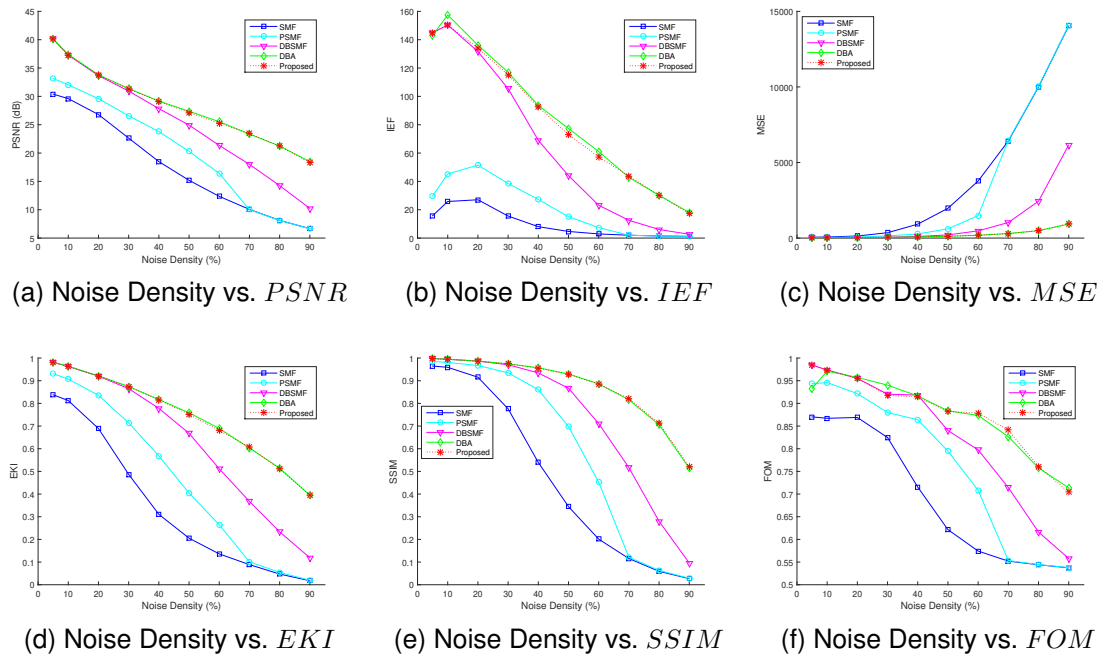 45
40
35
30
25
20
15
10
5
PSNR (dB)
0 10 20 30 40 50 60 70 80 90
Noise Density (%)
SMF
PSMF
DBSMF
DBA
Proposed
(a) Noise Density vs. PSNR
160
140
120
100
80
60
40
20
0
IEF
0 10 20 30 40 50 60 70 80 90
Noise Density (%)
SMF
PSMF
DBSMF
DBA
Proposed
(b) Noise Density vs. IEF
15000
10000
5000
0
MSE
0 10 20 30 40 50 60 70 80 90
Noise Density (%)
SMF
PSMF
DBSMF
DBA
Proposed
(c) Noise Density vs. MSE
1
0.9
0.8
0.7
0.6
0.5
0.4
0.3
0.2
0.1
0
EKI
0 10 20 30 40 50 60 70 80 90
Noise Density (%)
SMF
PSMF
DBSMF
DBA
Proposed
(d) Noise Density vs. EKI
1
0.9
0.8
0.7
0.6
0.5
0.4
0.3
0.2
0.1
0
SSIM
0 10 20 30 40 50 60 70 80 90
Noise Density (%)
SMF
PSMF
DBSMF
DBA
Proposed
(e) Noise Density vs. SSIM
1
0.95
0.9
0.85
0.8
0.75
0.7
0.65
0.6
0.55
0.5
FOM
0 10 20 30 40 50 60 70 80 90
Noise Density (%)
SMF
PSMF
DBSMF
DBA
Proposed
(f) Noise Density vs. FOM